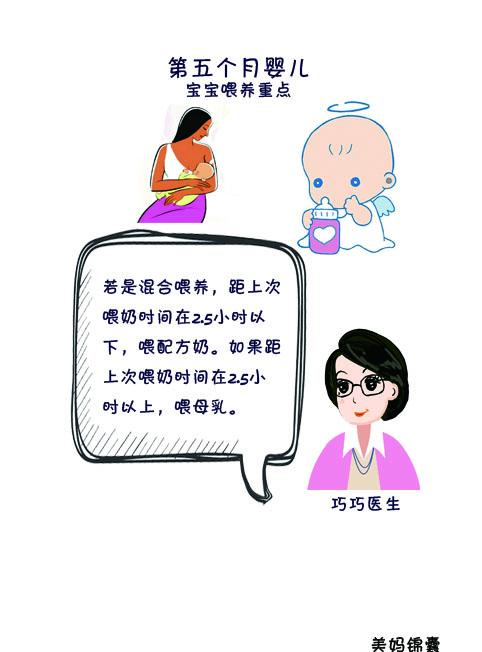 第五个月婴儿
宝宝喂养重点
若是混合喂养，距上次
喂奶时间在2.5小时以
下，喂配方奶。如果距
上次喂奶时间在2.5小
时以上，喂母乳。
巧巧医生
美妈锦囊